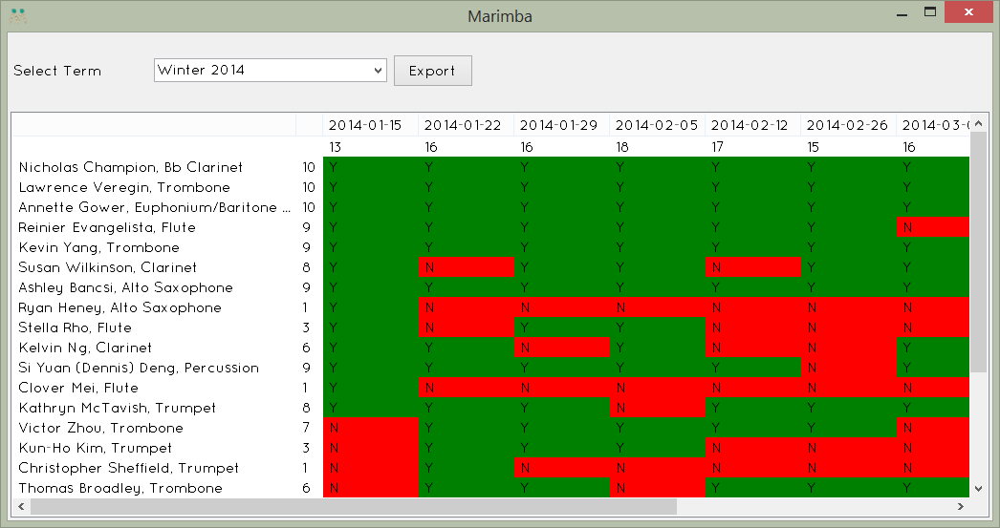 Marimba
Select Term Winter 2014 Export
2014-01-15 2014-01-22 2014-01-29 2014-02-05 2014-02-12 2014-02-26 2014-03-0
13 16 16 18 17 15 16
Nicholas Champion, Bb Clarinet 10 Y Y Y Y Y Y Y
Lawrence Veregin, Trombone 10 Y Y Y Y Y Y Y
Annette Gower, Euphonium/Baritone ... 10 Y Y Y Y Y Y Y
Reinier Evangelista, Flute 9 Y Y Y Y Y Y N
Kevin Yang, Trombone 9 Y Y Y Y Y Y Y
Susan Wilkinson, Clarinet 8 Y N Y Y N Y Y
Ashley Bancsi, Alto Saxophone 9 Y Y Y Y Y Y Y
Ryan Heney, Alto Saxophone 1 Y N N N N N N
Stella Rho, Flute 3 Y N Y Y N N N
Kelvin Ng, Clarinet 6 Y Y N Y N N Y
Si Yuan (Dennis) Deng, Percussion 9 Y Y Y Y Y N Y
Clover Mei, Flute 1 Y N N N N N N
Kathryn McTavish, Trumpet 8 Y Y Y N Y Y Y
Victor Zhou, Trombone 7 N Y Y Y Y Y N
Kun-Ho Kim, Trumpet 3 N Y Y Y N N N
Christopher Sheffield, Trumpet 1 N Y N N N N N
Thomas Broadley, Trombone 6 N Y Y N Y Y Y